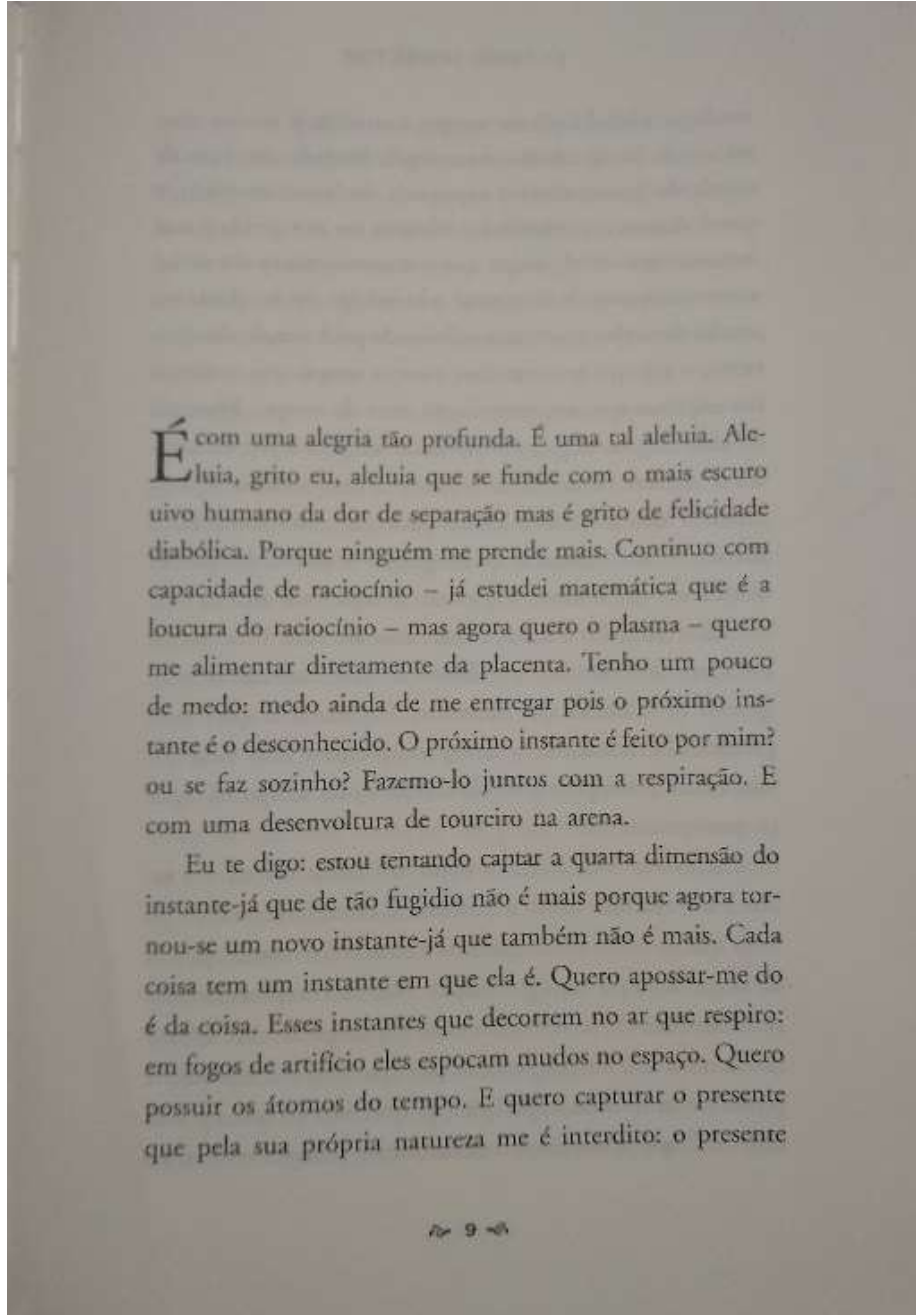 É com uma alegria tão profunda. É uma tal aleluia. Ale-
luia, grito eu, aleluia que se funde com o mais escuro
uivo humano da dor de separação mas é grito de felicidade
diabólica. Porque ninguém me prende mais. Continuo com
capacidade de raciocínio – já estudei matemática que é a
loucura do raciocínio – mas agora quero o plasma – quero
me alimentar diretamente da placenta. Tenho um pouco
de medo: medo ainda de me entregar pois o próximo ins-
tante é o desconhecido. O próximo instante é feito por mim?
ou se faz sozinho? Fazemo-lo juntos com a respiração. E
com uma desenvoltura de toureiro na arena.
Eu te digo: estou tentando captar a quarta dimensão do
instante-já que de tão fugidio não é mais porque agora tor-
nou-se um novo instante-já que também não é mais. Cada
coisa tem um instante em que ela é. Quero apossar-me do
é da coisa. Esses instantes que decorrem no ar que respiro:
em fogos de artifício eles espocam mudos no espaço. Quero
possuir os átomos do tempo. E quero capturar o presente
que pela sua própria natureza me é interdito: o presente
9